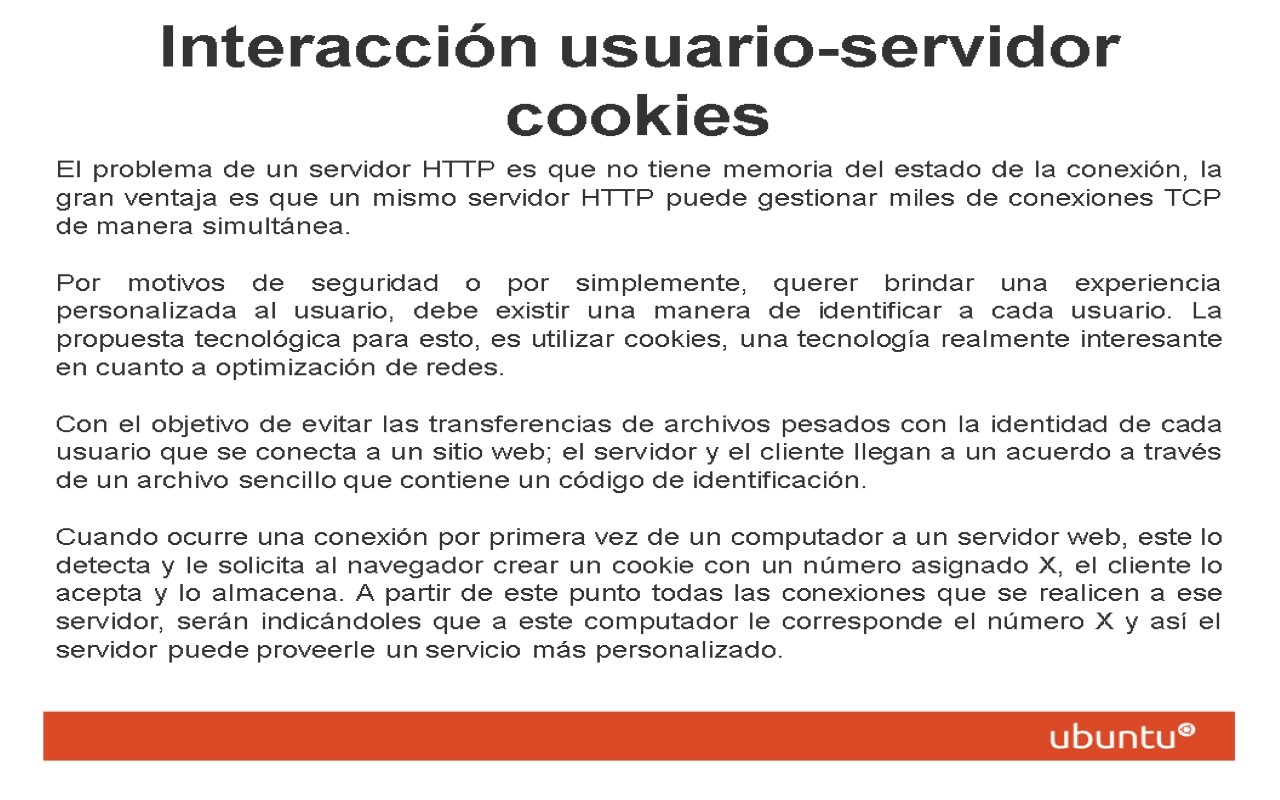 Interacción usuario-servidor
cookies
El problema de un servidor HTTP es que no tiene memoria del estado de la conexión, la
gran ventaja es que un mismo servidor HTTP puede gestionar miles de conexiones TCP
de manera simultánea.
Por motivos de seguridad o por simplemente, querer brindar una experiencia
personalizada al usuario, debe existir una manera de identificar a cada usuario. La
propuesta tecnológica para esto, es utilizar cookies, una tecnología realmente interesante
en cuanto a optimización de redes.
Con el objetivo de evitar las transferencias de archivos pesados con la identidad de cada
usuario que se conecta a un sitio web; el servidor y el cliente llegan a un acuerdo a través
de un archivo sencillo que contiene un código de identificación.
Cuando ocurre una conexión por primera vez de un computador a un servidor web, este lo
detecta y le solicita al navegador crear un cookie con un número asignado X, el cliente lo
acepta y lo almacena. A partir de este punto todas las conexiones que se realicen a ese
servidor, serán indicándoles que a este computador le corresponde el número X y así el
servidor puede proveerle un servicio más personalizado.
ubuntu